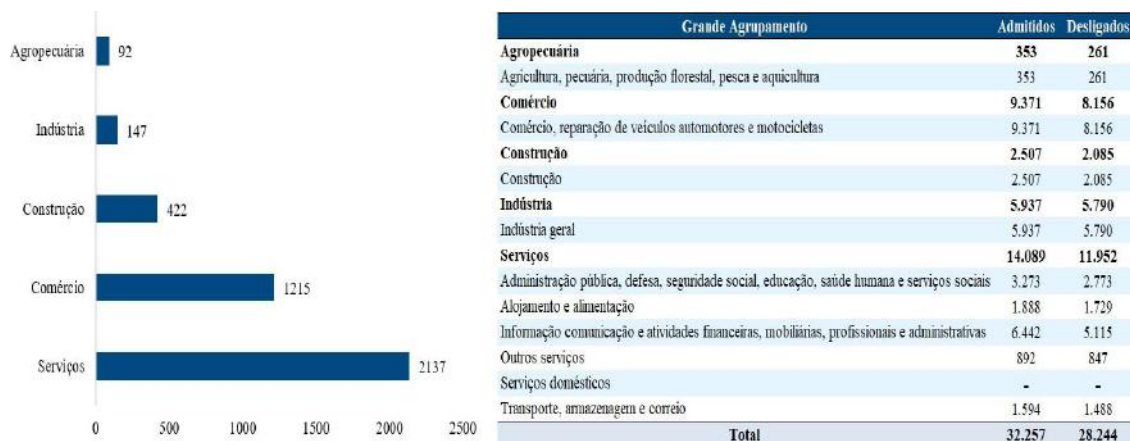 Agropecuária 92
Indústria 147
Construção 422
Comércio 1215
Serviços 2137
0 500 1000 1500 2000 2500
Grande Agrupamento Admitidos Desligados
Agropecuária 353 261
Agricultura, pecuária, produção florestal, pesca e aquicultura 353 261
Comércio 9.371 8.156
Comércio, reparação de veículos automotores e motocicletas 9.371 8.156
Construção 2.507 2.085
Construção 2.507 2.085
Indústria 5.937 5.790
Indústria geral 5.937 5.790
Serviços 14.089 11.952
Administração pública, defesa, seguridade social, educação, saúde humana e serviços sociais 3.273 2.773
Alojamento e alimentação 1.888 1.729
Informação comunicação e atividades financeiras, mobiliárias, profissionais e administrativas 6.442 5.115
Outros serviços 892 847
Serviços domésticos - -
Transporte, armazenagem e correio 1.594 1.488
Total 32.257 28.244